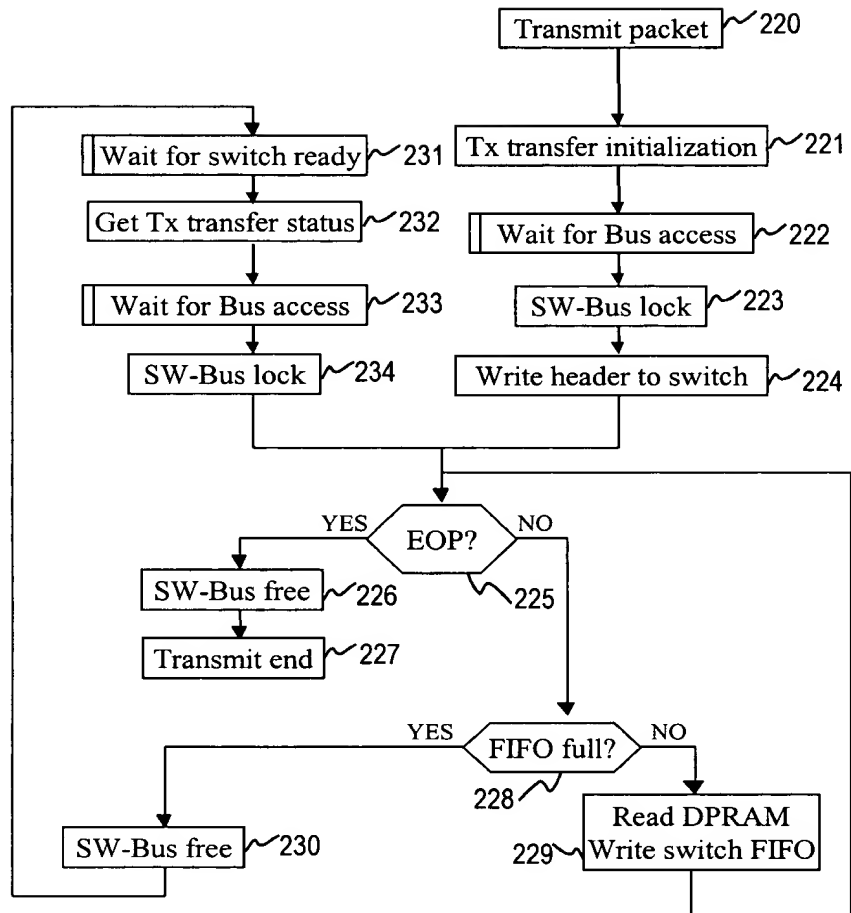 Transmit packet 220
Tx transfer initialization 221
Wait for Bus access 222
SW-Bus lock 223
Write header to switch 224
Wait for switch ready 231
Get Tx transfer status 232
Wait for Bus access 233
SW-Bus lock 234
YES EOP? NO
225
SW-Bus free 226
Transmit end 227
YES FIFO full? NO
228
Read DPRAM
Write switch FIFO
229
SW-Bus free 230